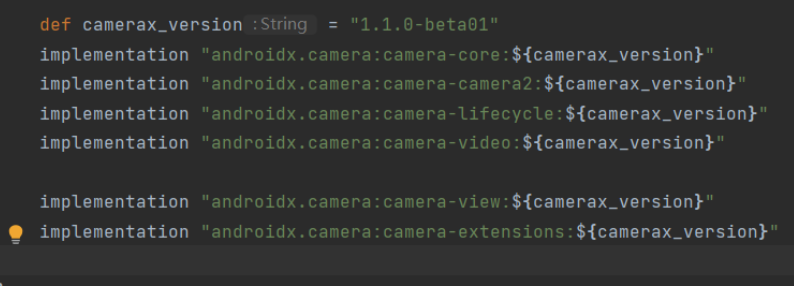 def camerax_version : String = "1.1.0-beta01"
implementation "androidx.camera:camera-core:${camerax_version}"
implementation "androidx.camera:camera-camera2:${camerax_version}"
implementation "androidx.camera:camera-lifecycle:${camerax_version}"
implementation "androidx.camera:camera-video:${camerax_version}"
implementation "androidx.camera:camera-view:${camerax_version}"
implementation "androidx.camera:camera-extensions:${camerax_version}"